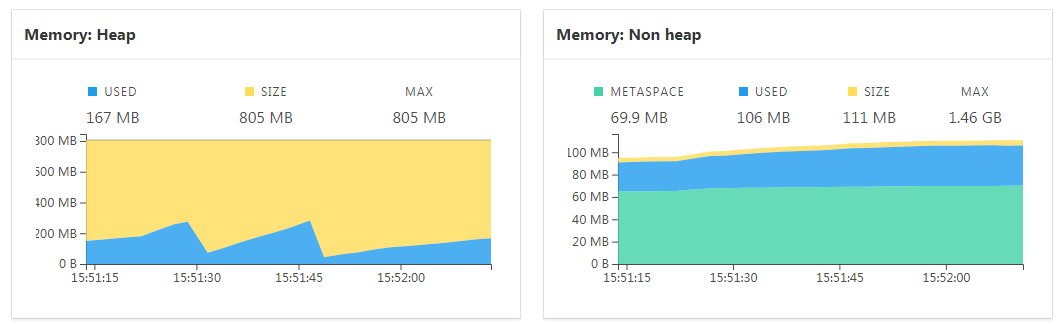 Memory: Heap
USED SIZE MAX
167 MB 805 MB 805 MB
800 MB
600 MB
400 MB
200 MB
0 B
15:51:15 15:51:30 15:51:45 15:52:00
Memory: Non heap
METASPACE USED SIZE MAX
69.9 MB 106 MB 111 MB 1.46 GB
100 MB
80 MB
60 MB
40 MB
20 MB
0 B
15:51:15 15:51:30 15:51:45 15:52:00